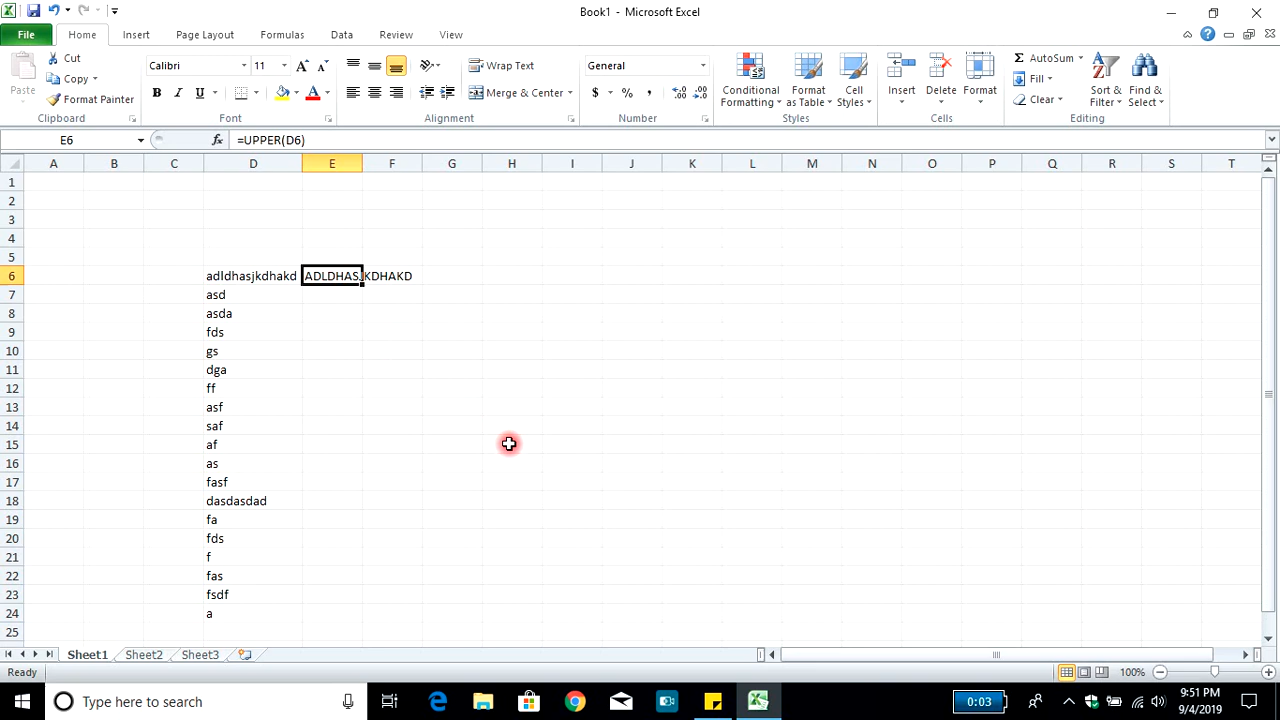 Book1 - Microsoft Excel
File Home Insert Page Layout Formulas Data Review View
Paste Cut Copy Format Painter Clipboard
Calibri 11 B I U A Font
Wrap Text Merge & Center Alignment
General $ % , Number
Conditional Formatting Format as Table Cell Styles Styles
Insert Delete Format Cells
AutoSum Fill Clear Sort & Filter Find & Select Editing
E6 fx =UPPER(D6)
A B C D E F G H I J K L M N O P Q R S T
1
2
3
4
5
6 adldhasjkdhakd ADLDHASJKDHAKD
7 asd
8 asda
9 fds
10 gs
11 dga
12 ff
13 asf
14 saf
15 af
16 as
17 fasf
18 dasdasdad
19 fa
20 fds
21 f
22 fas
23 fsdf
24 a
25
Sheet1 Sheet2 Sheet3
Ready 100%
Type here to search 0:03 9:51 PM
9/4/2019